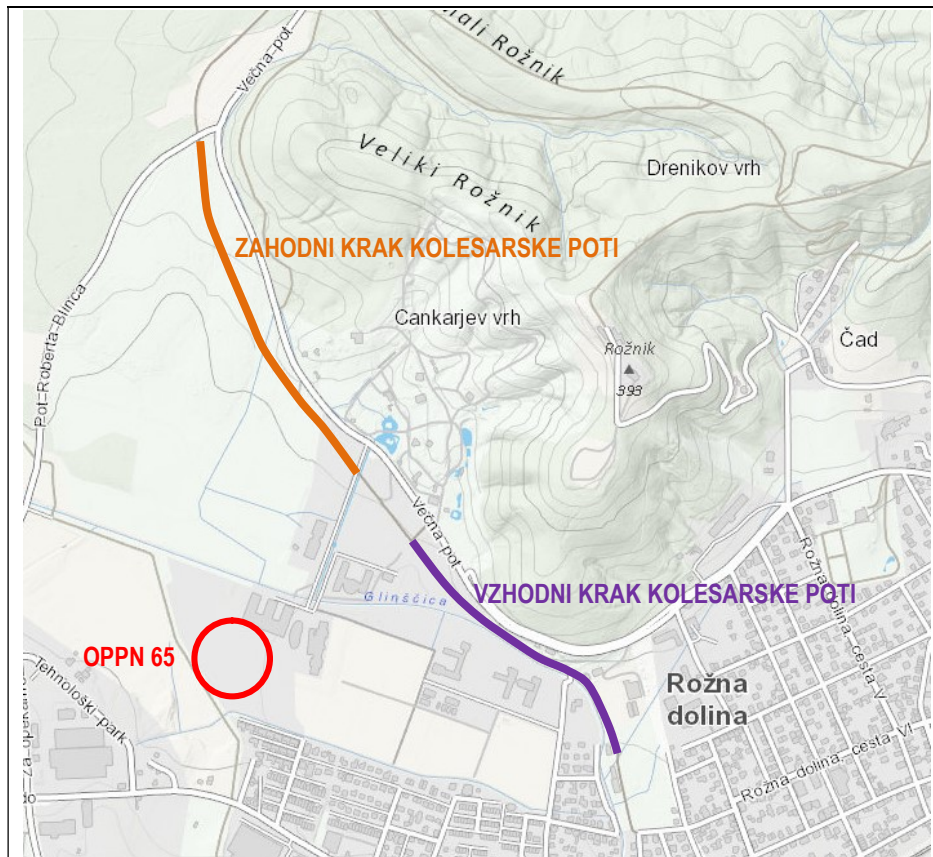 ali Rožnik
Večna-pot
Veliki Rožnik
Drenikov vrh
ZAHODNI KRAK KOLESARSKE POTI
Pot-Roberta-Blinca
Cankarjev vrh
Rožnik
393
Čad
Večna-pot
Rožna-dolina,-cesta-V
VZHODNI KRAK KOLESARSKE POTI
Glinščica
OPPN 65
Tehnološki-park
Rožna
dolina
Rožna-dolina,-cesta-VI
do